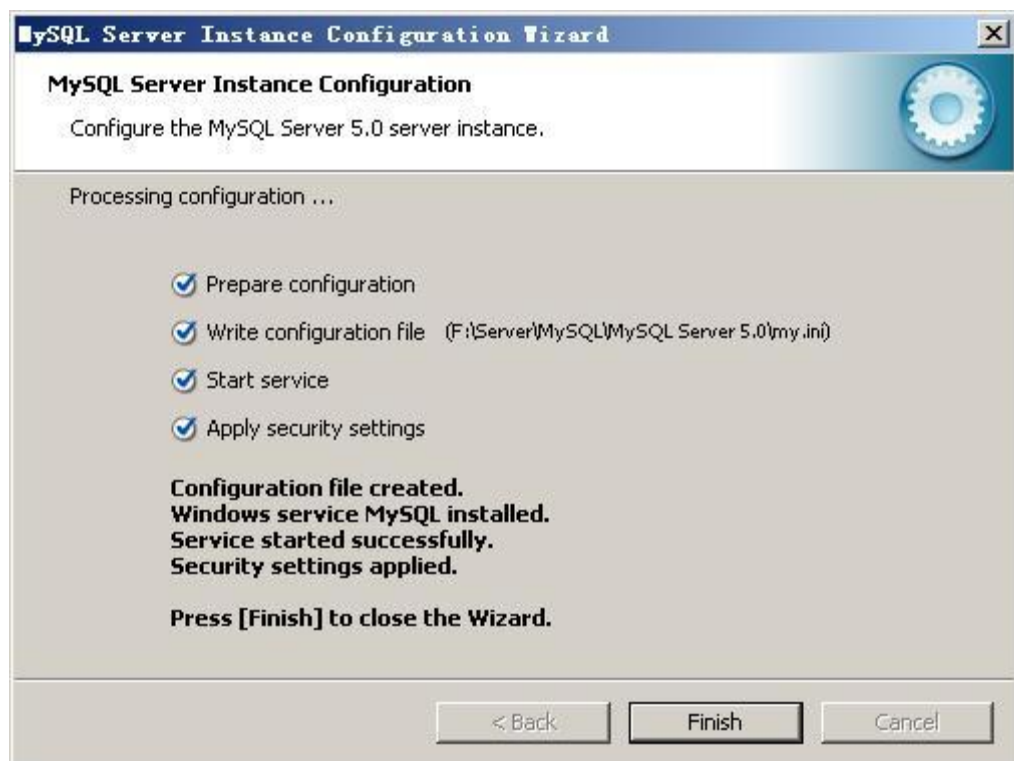 MySQL Server Instance Configuration Wizard
MySQL Server Instance Configuration
Configure the MySQL Server 5.0 server instance.
Processing configuration ...
Prepare configuration
Write configuration file (F:\Server\MySQL\MySQL Server 5.0\my.ini)
Start service
Apply security settings
Configuration file created.
Windows service MySQL installed.
Service started successfully.
Security settings applied.
Press [Finish] to close the Wizard.
< Back Finish Cancel